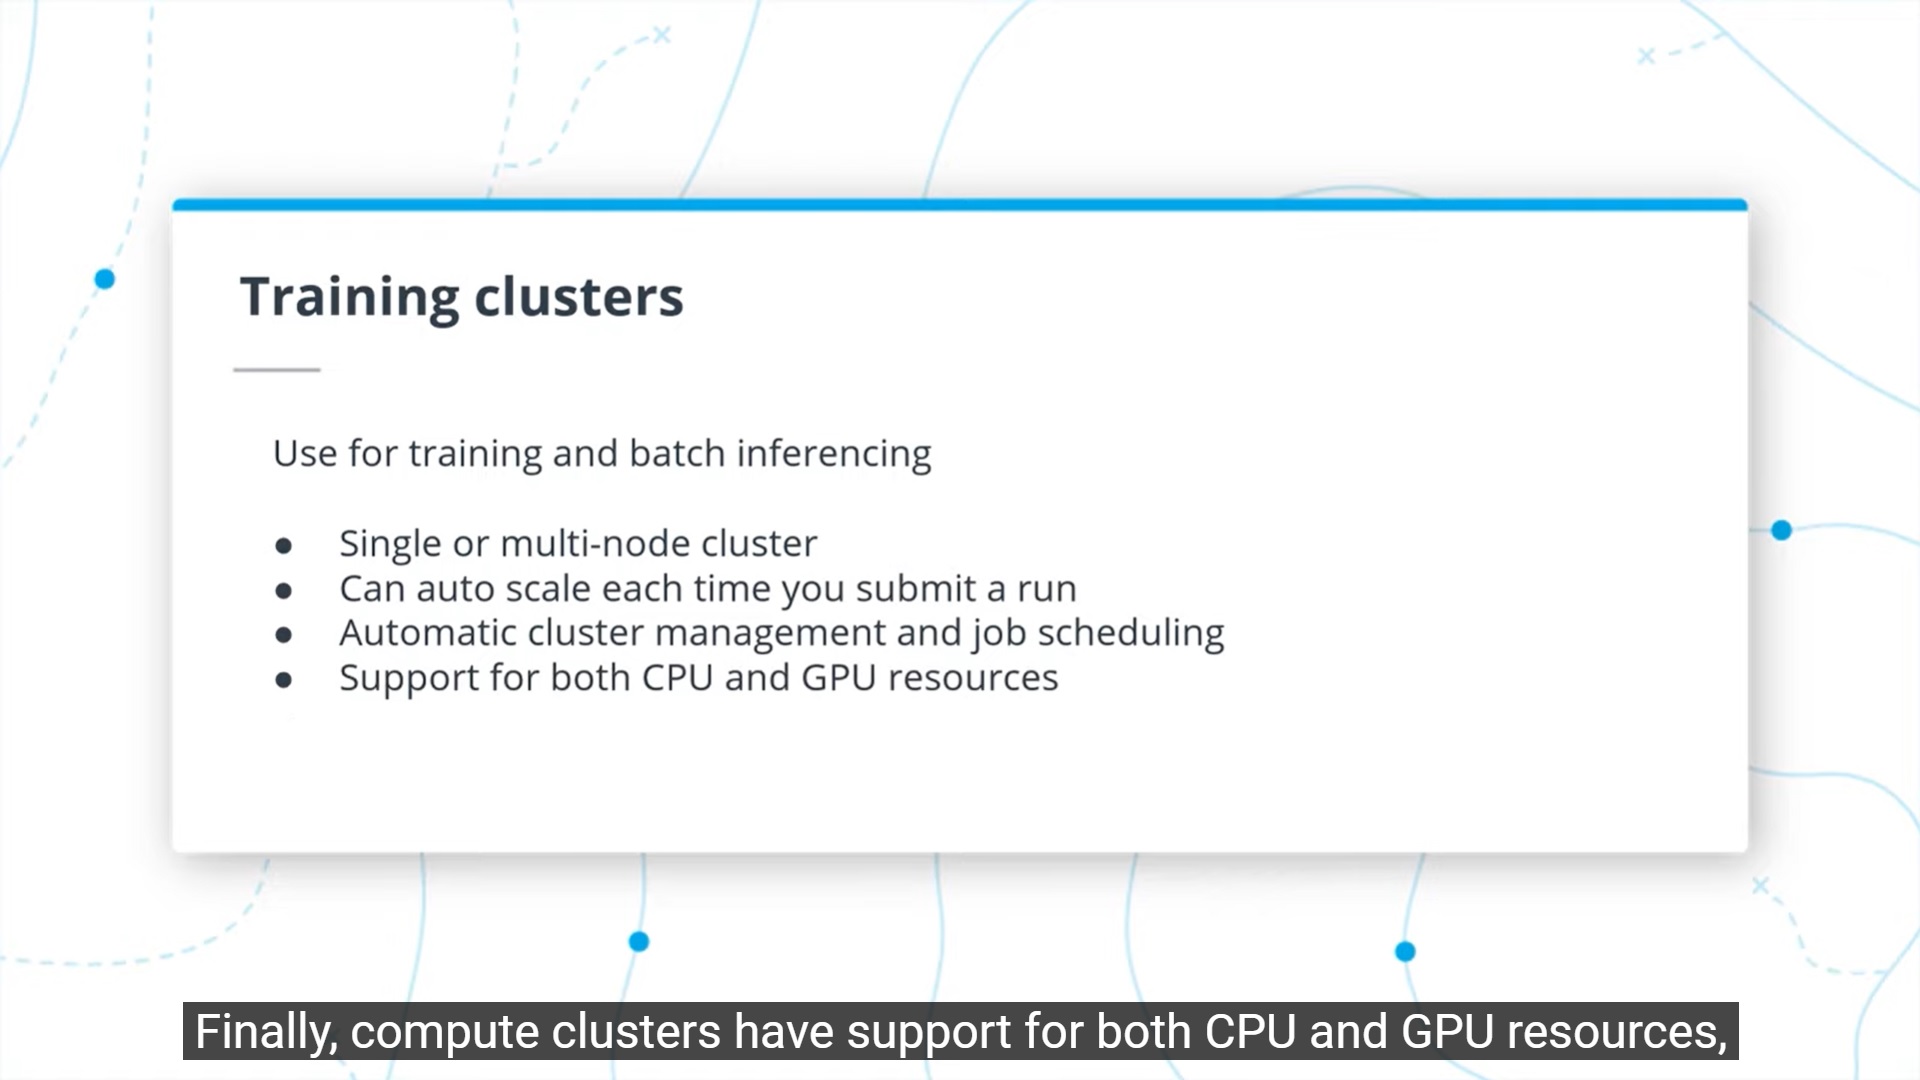 Training clusters
Use for training and batch inferencing
● Single or multi-node cluster
● Can auto scale each time you submit a run
● Automatic cluster management and job scheduling
● Support for both CPU and GPU resources
Finally, compute clusters have support for both CPU and GPU resources,